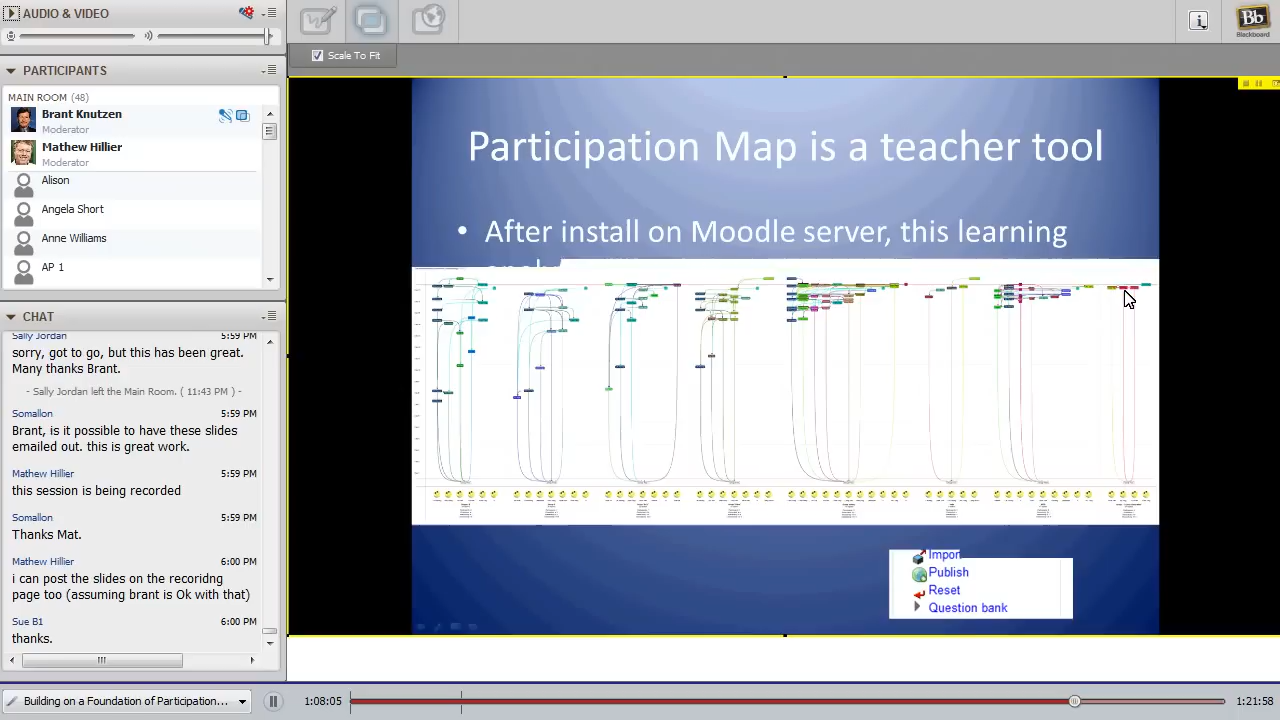 AUDIO & VIDEO
PARTICIPANTS
MAIN ROOM (48)
Brant Knutzen
Moderator
Mathew Hillier
Moderator
Alison
Angela Short
Anne Williams
AP 1
CHAT
Sally Jordan 5:59 PM
sorry, got to go, but this has been great.
Many thanks Brant.
- Sally Jordan left the Main Room. ( 11:43 PM ) -
Somallon 5:59 PM
Brant, is it possible to have these slides
emailed out. this is great work.
Mathew Hillier 5:59 PM
this session is being recorded
Somallon 5:59 PM
Thanks Mat.
Mathew Hillier 6:00 PM
i can post the slides on the recoridng
page too (assuming brant is Ok with that)
Sue B1 6:00 PM
thanks.
Building on a Foundation of Participation...
Scale To Fit
Bb
Blackboard
Participation Map is a teacher tool
• After install on Moodle server, this learning
Impor
Publish
Reset
Question bank
1:08:05
1:21:58